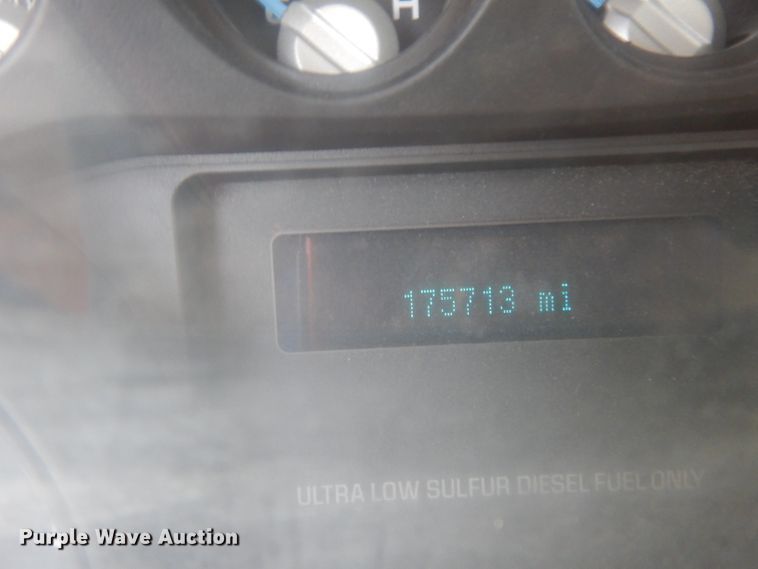 H
175713 mi
ULTRA LOW SULFUR DIESEL FUEL ONLY
Purple Wave Auction